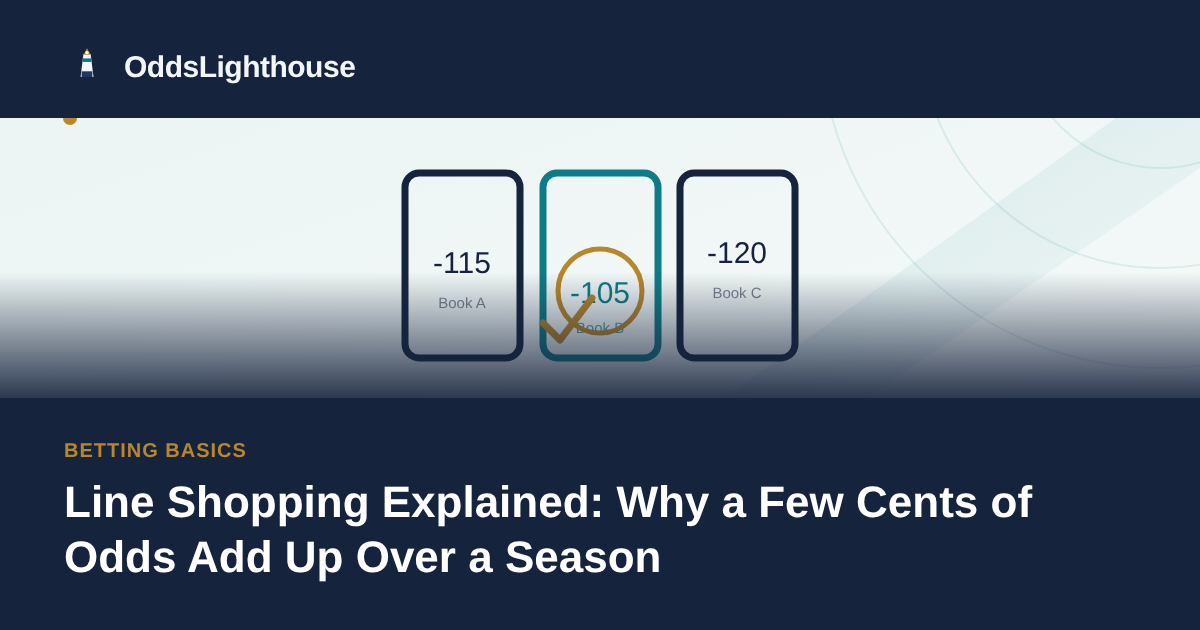 OddsLighthouse
-115
Book A
-105
Book B
-120
Book C
BETTING BASICS
Line Shopping Explained: Why a Few Cents of
Odds Add Up Over a Season